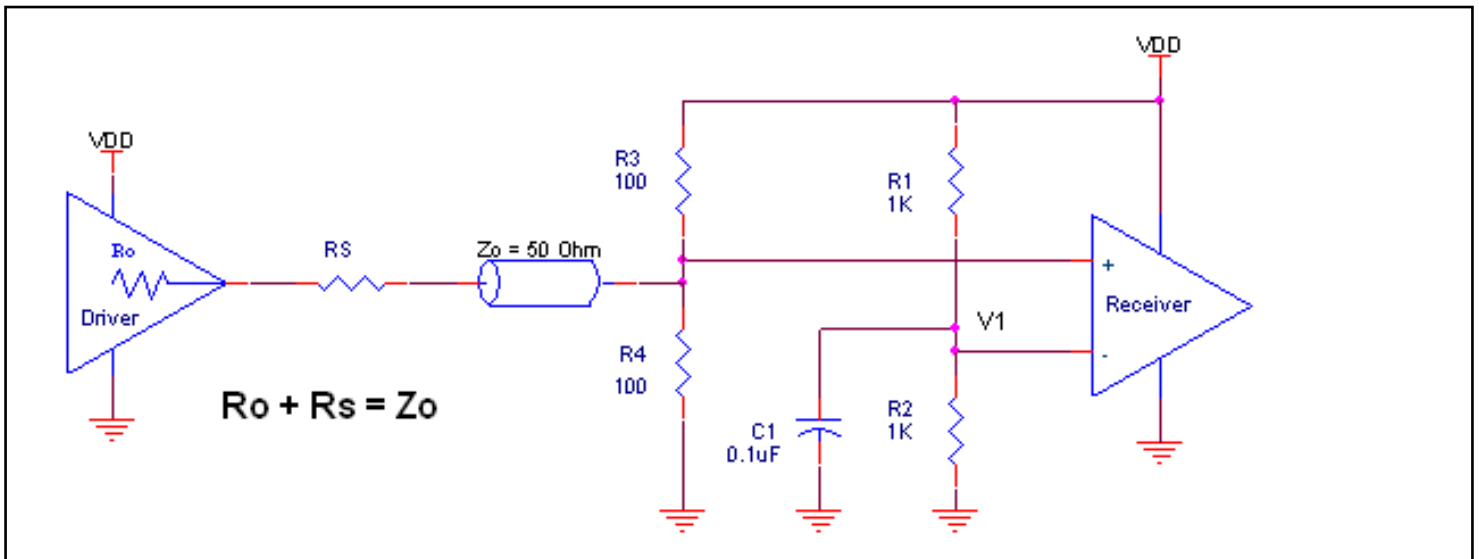 VDD
VDD
R3
100
R1
1K
Ro
RS
Zo = 50 Ohm
+
Driver
Receiver
V1
R4
100
-
Ro + Rs = Zo
C1
0.1uF
R2
1K